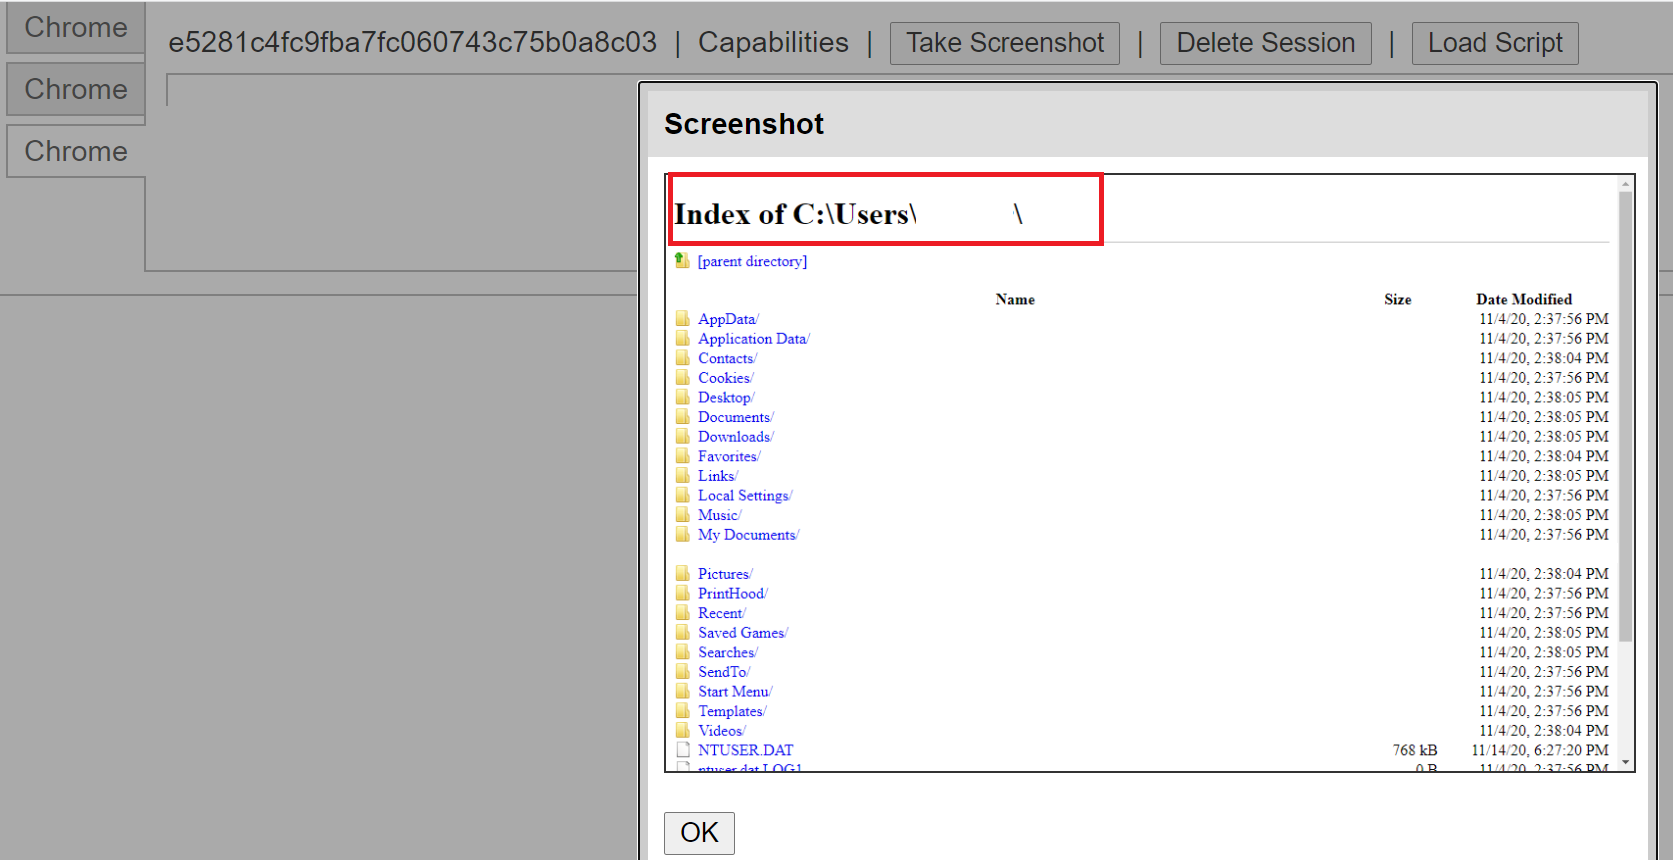 Chrome
e5281c4fc9fba7fc060743c75b0a8c03 | Capabilities | Take Screenshot | Delete Session | Load Script
Chrome
Chrome
Screenshot
Index of C:\Users\ \
[parent directory]
Name Size Date Modified
AppData/ 11/4/20, 2:37:56 PM
Application Data/ 11/4/20, 2:37:56 PM
Contacts/ 11/4/20, 2:38:04 PM
Cookies/ 11/4/20, 2:37:56 PM
Desktop/ 11/4/20, 2:38:05 PM
Documents/ 11/4/20, 2:38:05 PM
Downloads/ 11/4/20, 2:38:05 PM
Favorites/ 11/4/20, 2:38:04 PM
Links/ 11/4/20, 2:38:05 PM
Local Settings/ 11/4/20, 2:37:56 PM
Music/ 11/4/20, 2:38:05 PM
My Documents/ 11/4/20, 2:37:56 PM
Pictures/ 11/4/20, 2:38:04 PM
PrintHood/ 11/4/20, 2:37:56 PM
Recent/ 11/4/20, 2:37:56 PM
Saved Games/ 11/4/20, 2:38:05 PM
Searches/ 11/4/20, 2:38:05 PM
SendTo/ 11/4/20, 2:37:56 PM
Start Menu/ 11/4/20, 2:37:56 PM
Templates/ 11/4/20, 2:37:56 PM
Videos/ 11/4/20, 2:38:04 PM
NTUSER.DAT 768 kB 11/14/20, 6:27:20 PM
ntuser.dat.LOG1 0 B 11/4/20, 2:37:56 PM
OK